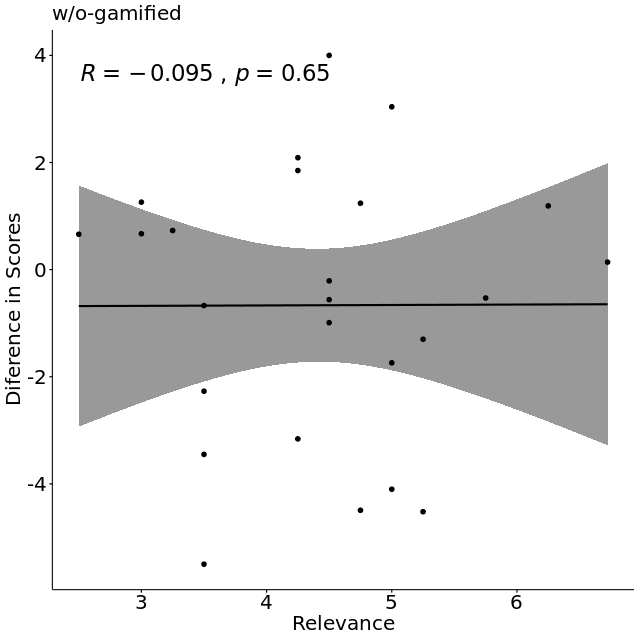 w/o-gamified
R = −0.095 , p = 0.65
4
2
0
-2
-4
Diference in Scores
3 4 5 6
Relevance